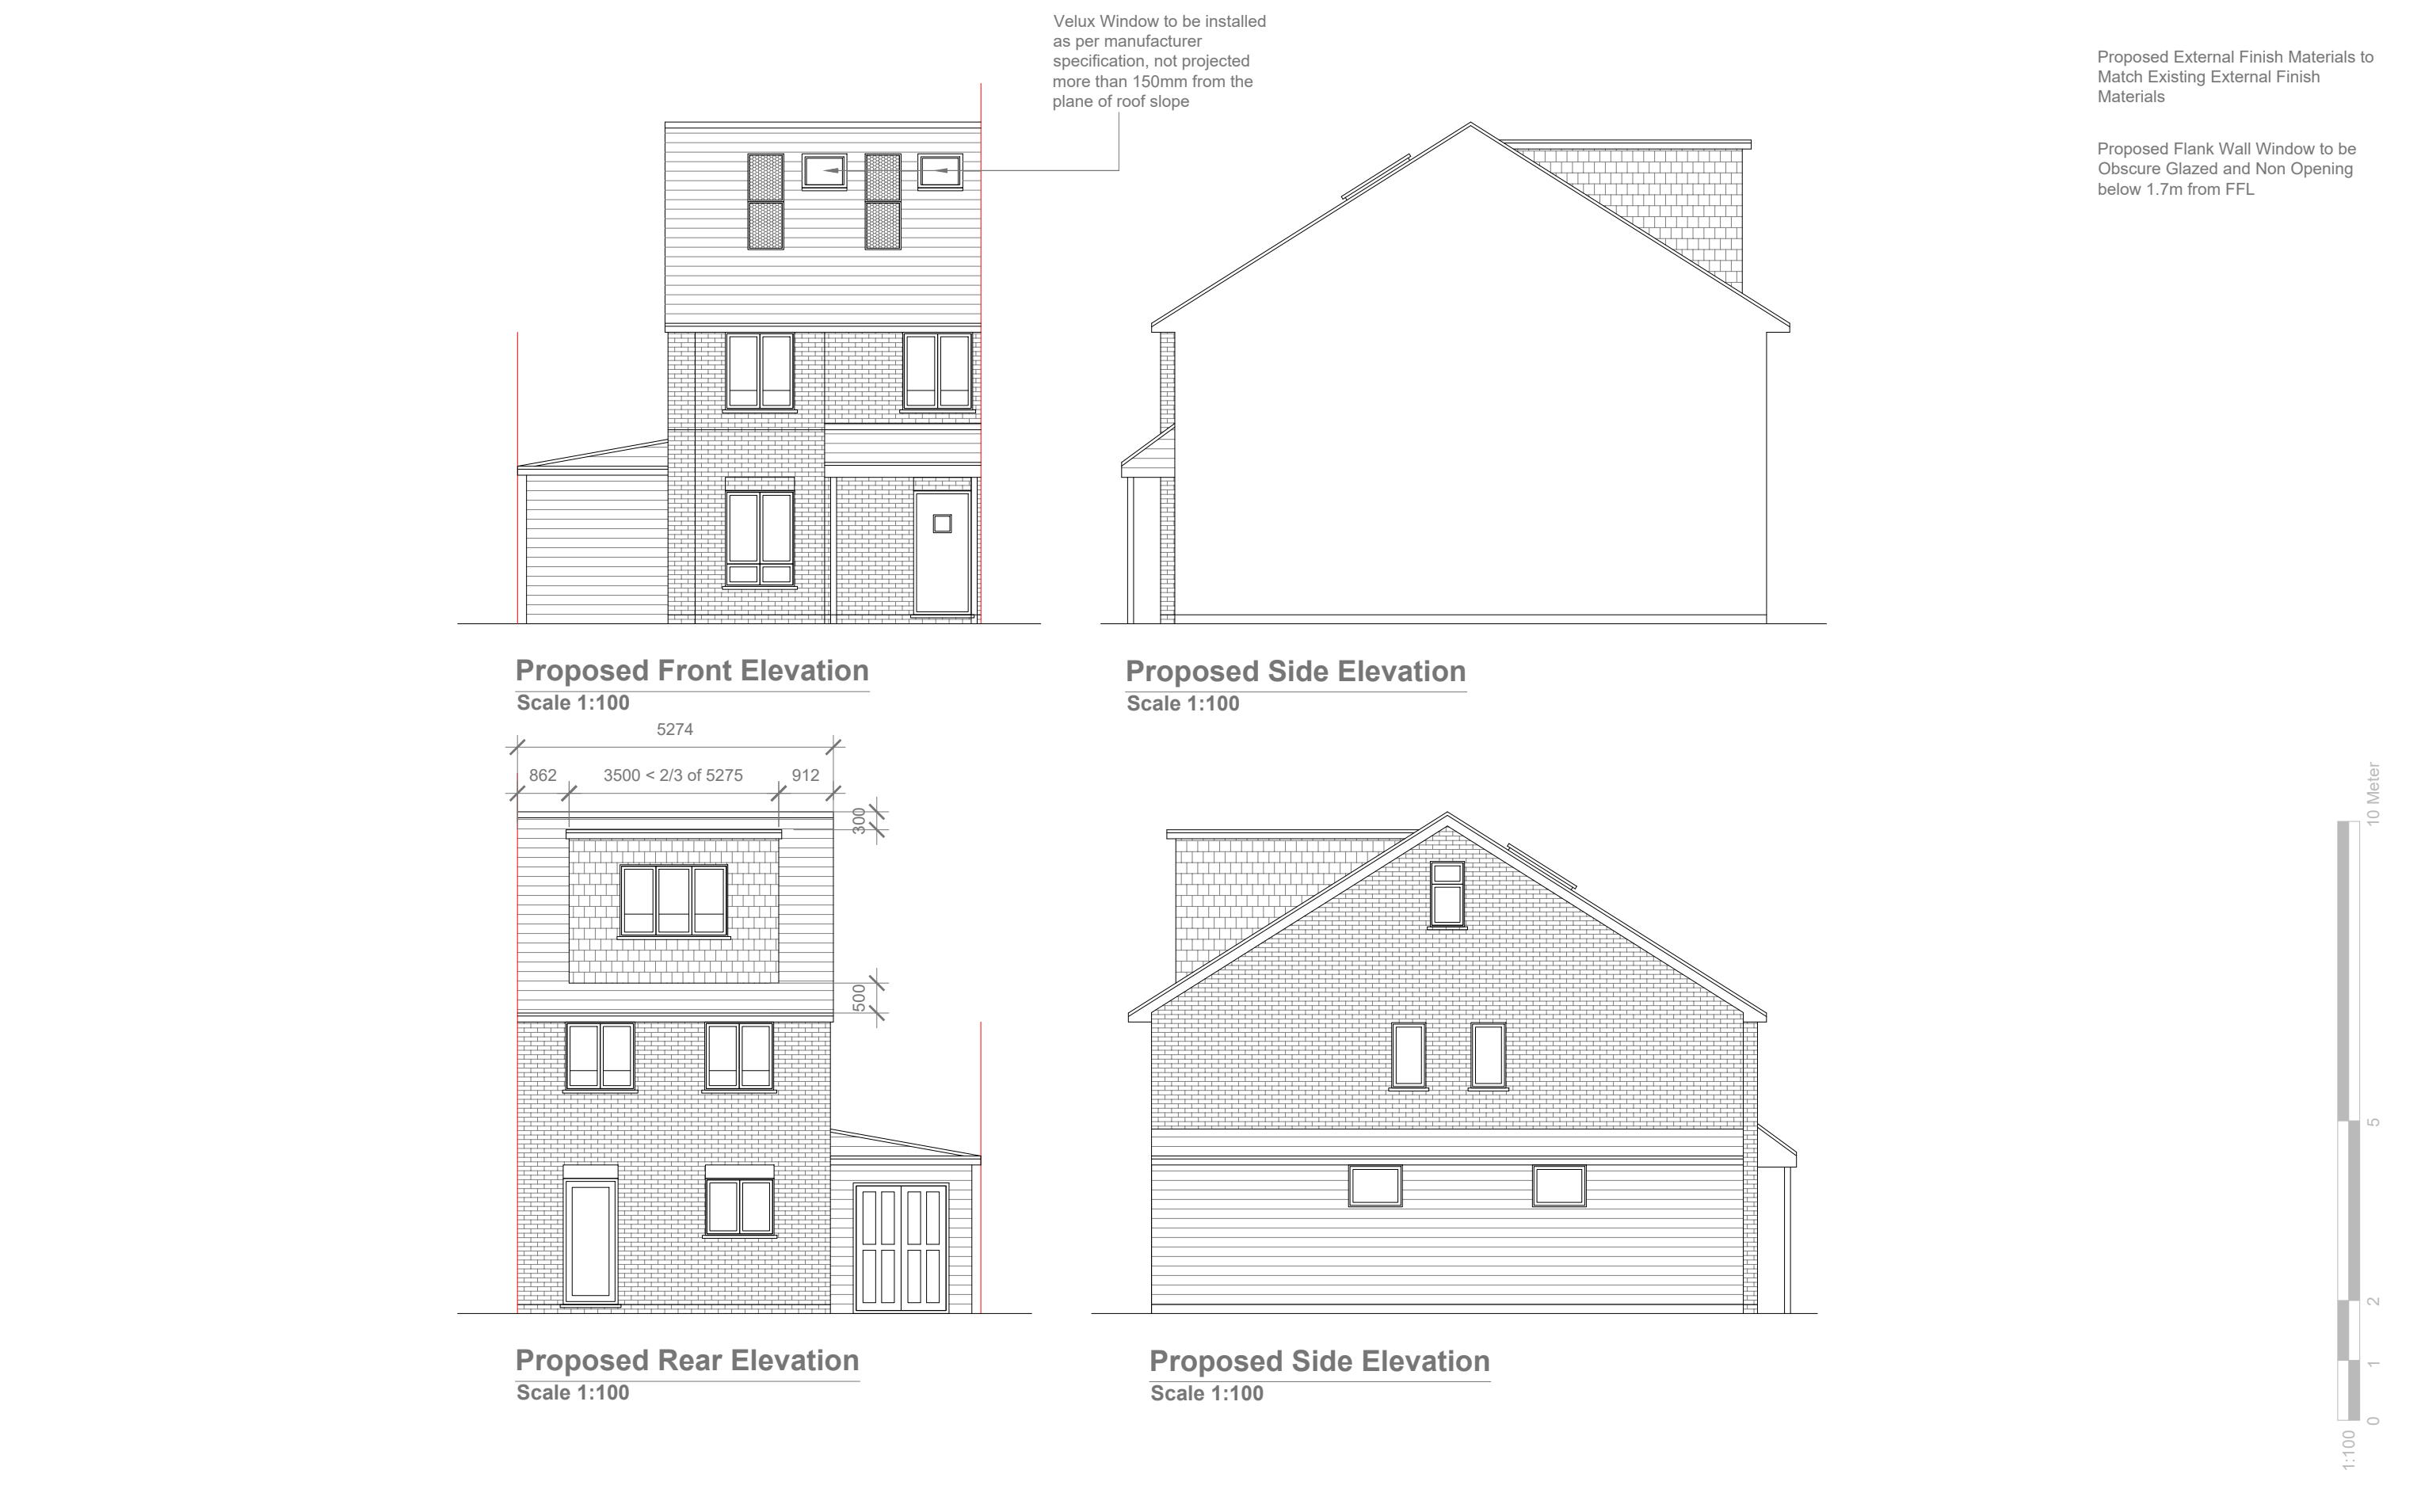 Velux Window to be installed
as per manufacturer
specification, not projected
more than 150mm from the
plane of roof slope
Proposed External Finish Materials to
Match Existing External Finish
Materials
Proposed Flank Wall Window to be
Obscure Glazed and Non Opening
below 1.7m from FFL
Proposed Front Elevation
Scale 1:100
Proposed Side Elevation
Scale 1:100
5274
862
3500 < 2/3 of 5275
912
300
500
Proposed Rear Elevation
Scale 1:100
Proposed Side Elevation
Scale 1:100
10 Meter
5
2
1
0
1:100